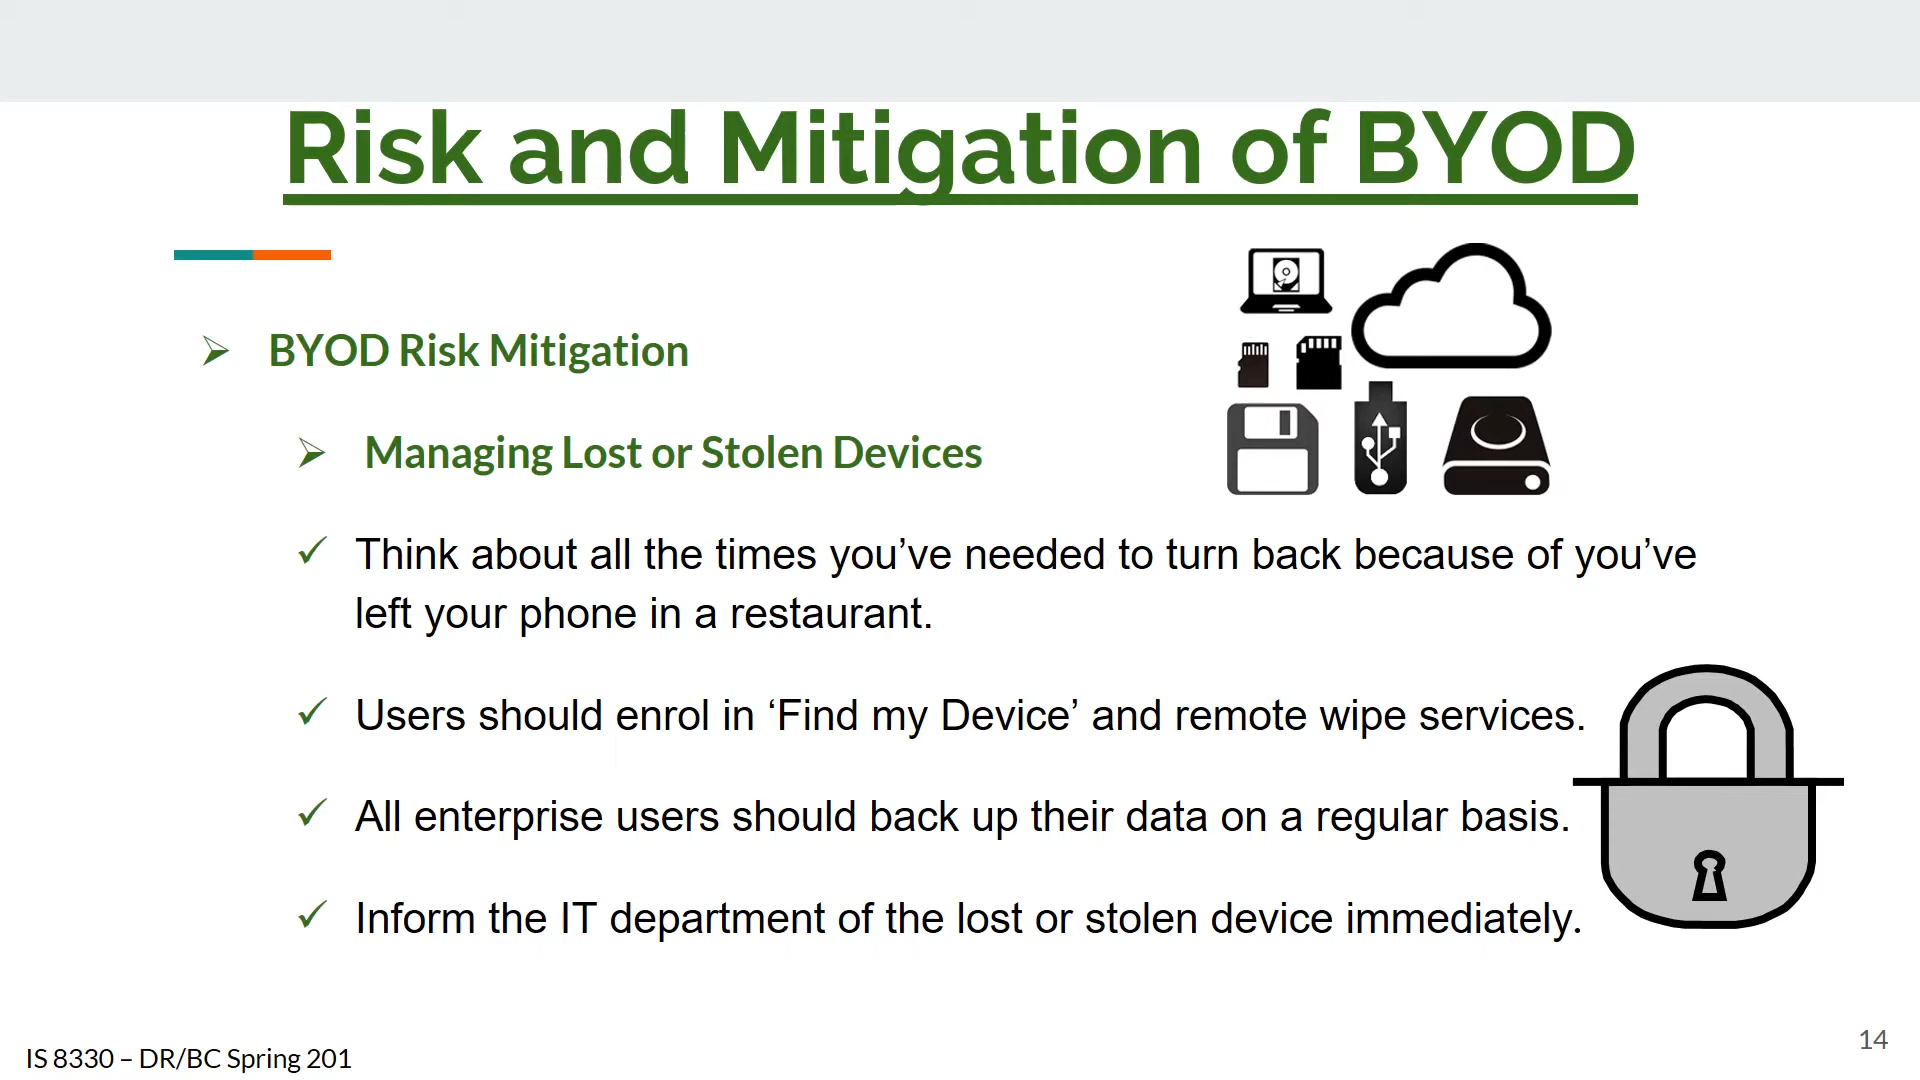 Risk and Mitigation of BYOD
BYOD Risk Mitigation
Managing Lost or Stolen Devices
Think about all the times you’ve needed to turn back because of you’ve
left your phone in a restaurant.
Users should enrol in ‘Find my Device’ and remote wipe services.
All enterprise users should back up their data on a regular basis.
Inform the IT department of the lost or stolen device immediately.
IS 8330 – DR/BC Spring 201
14